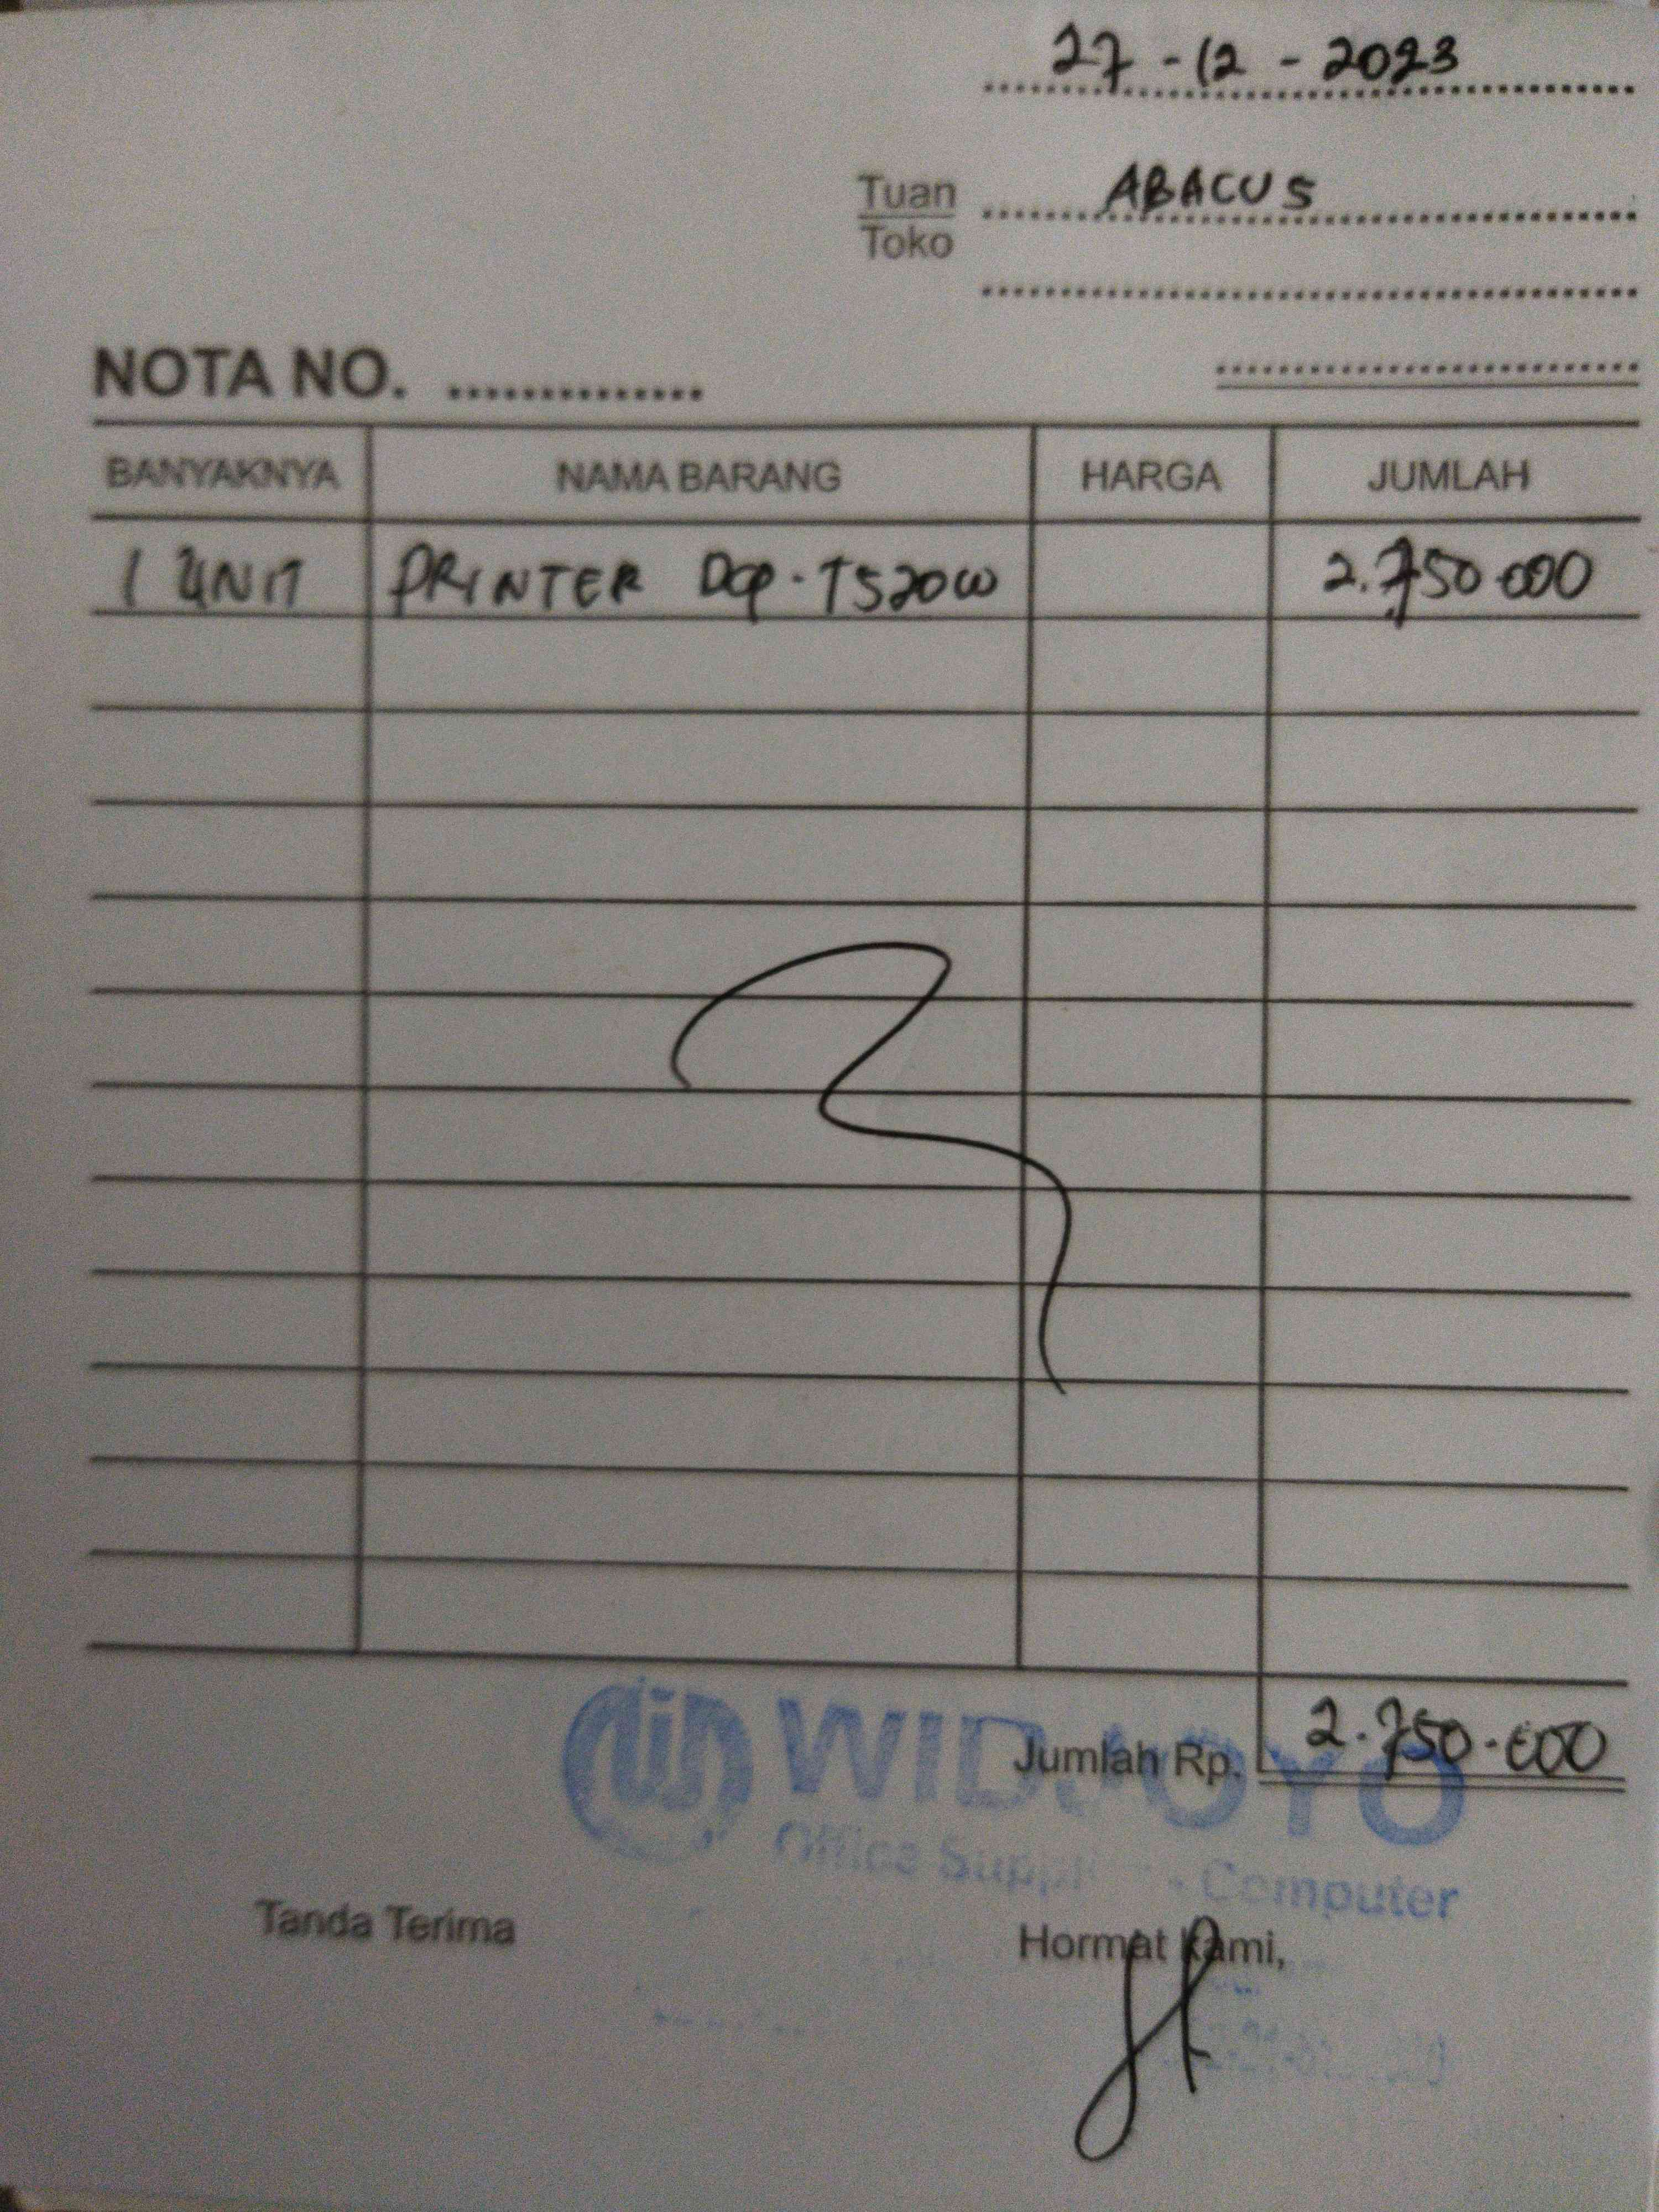 27 - 12 - 2023
Tuan ABACUS
Toko
NOTA NO.
BANYAKNYA NAMA BARANG HARGA JUMLAH
1 UNIT PRINTER Dcp-T520W 2.750.000
Jumlah Rp. 2.750.000
WIDJOYO
Office Computer
Tanda Terima Hormat Kami,